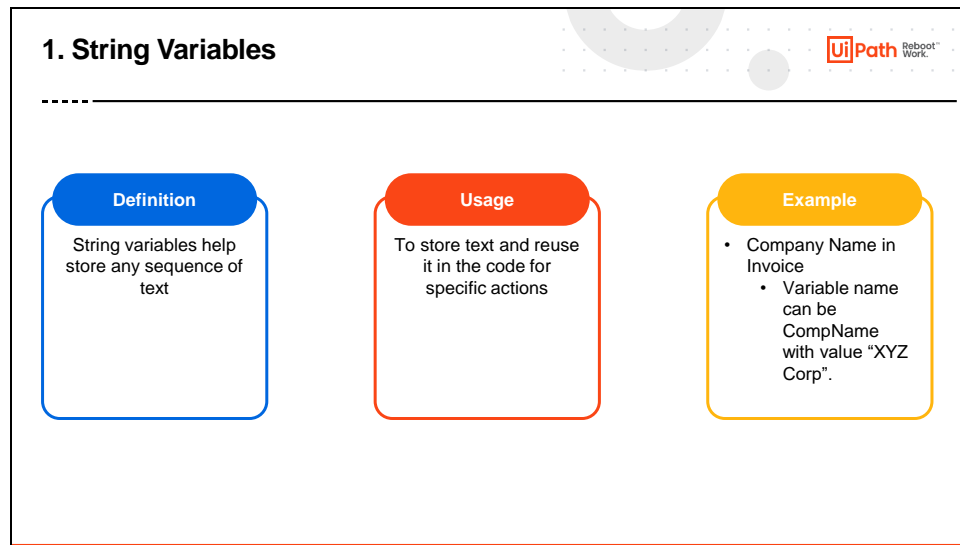 1. String Variables
UiPath Reboot™
Work.
Definition
String variables help
store any sequence of
text
Usage
To store text and reuse
it in the code for
specific actions
Example
• Company Name in
Invoice
• Variable name
can be
CompName
with value “XYZ
Corp”.